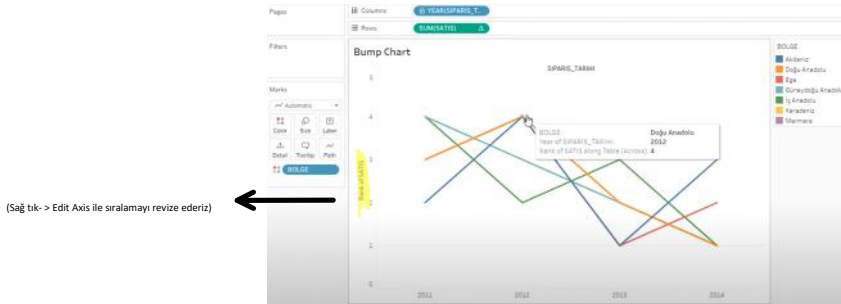 Pages
Columns
YEAR(SIPARIS_T..
Rows
SUM(SATIS)
Filters
Bump Chart
SIPARIS_TARIHI
Marks
Automatic
Color Size Label
Detail Tooltip Path
BOLGE
Rank of SATIS
5
4
3
2
1
0
2011 2012 2013 2014
BOLGE: Doğu Anadolu
Year of SIPARIS_TARIHI: 2012
Rank of SATIS along Table (Across): 4
BOLGE
Akdeniz
Doğu Anadolu
Ege
Güneydoğu Anadol
İç Anadolu
Karadeniz
Marmara
(Sağ tık- > Edit Axis ile sıralamayı revize ederiz)